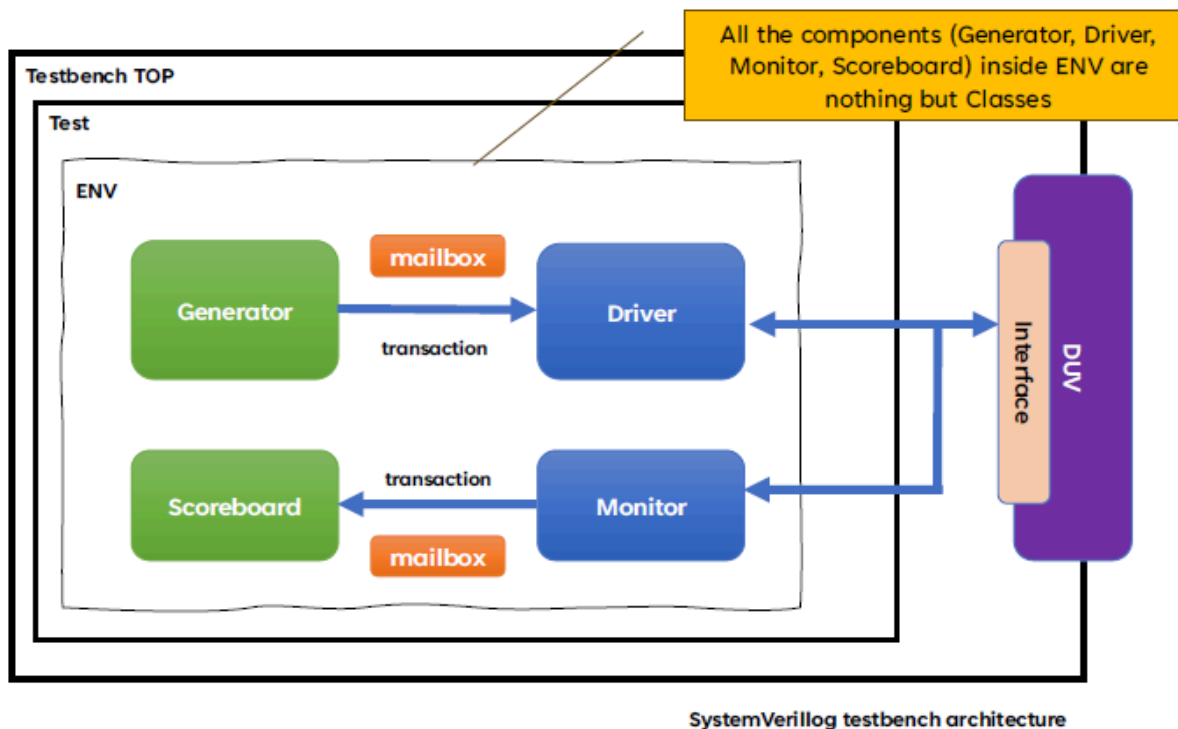 All the components (Generator, Driver,
Monitor, Scoreboard) inside ENV are
nothing but Classes
Testbench TOP
Test
ENV
mailbox
Generator
Driver
transaction
Interface
DUV
transaction
Scoreboard
Monitor
mailbox
SystemVerillog testbench architecture